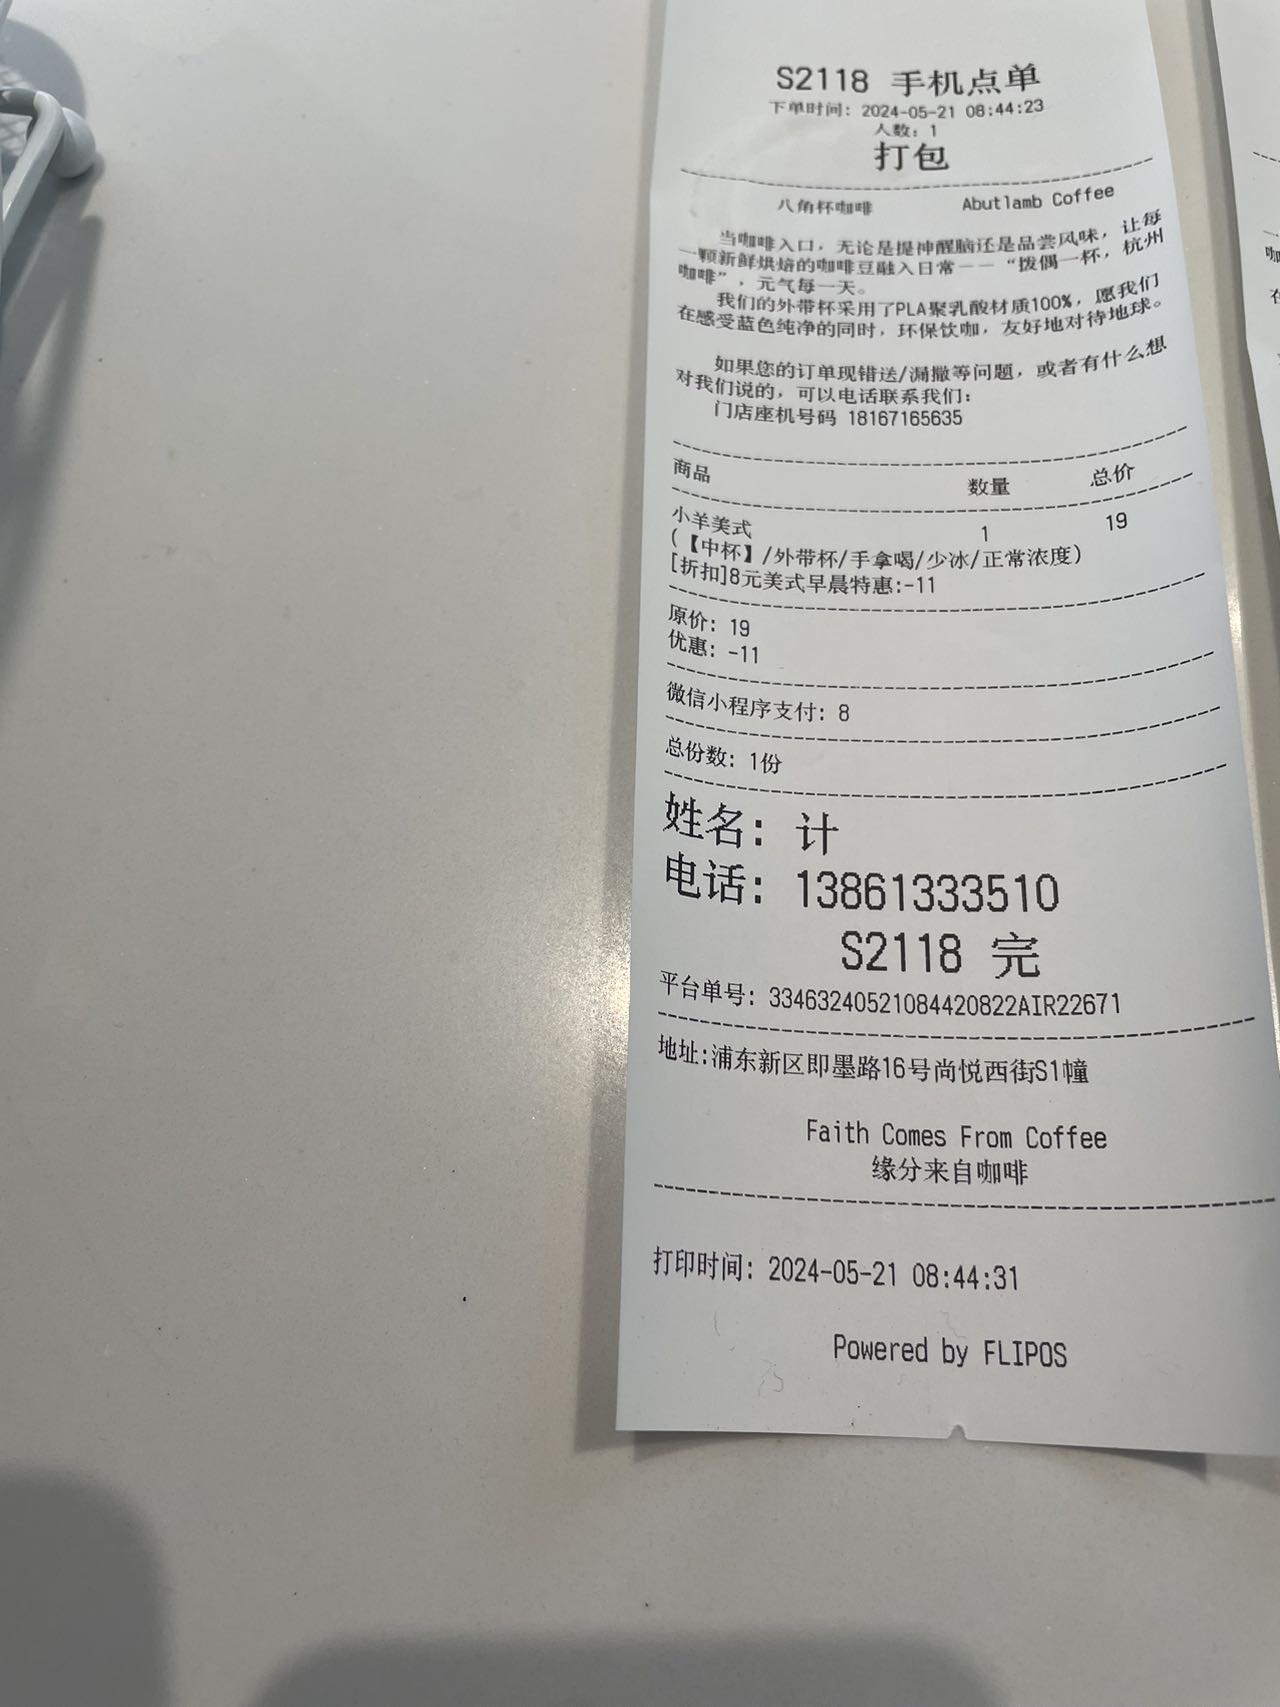 S2118 手机点单
下单时间: 2024-05-21 08:44:23
人数: 1
打包
八角杯咖啡 Abutlamb Coffee
当咖啡入口，无论是提神醒脑还是品尝风味，让每
一颗新鲜烘焙的咖啡豆融入日常——“拨偶一杯，杭州
咖啡”，元气每一天。
我们的外带杯采用了PLA聚乳酸材质100%，愿我们
在感受蓝色纯净的同时，环保饮咖，友好地对待地球。
如果您的订单现错送/漏撒等问题，或者有什么想
对我们说的，可以电话联系我们:
门店座机号码 18167165635
商品 数量 总价
小羊美式 1 19
(【中杯】/外带杯/手拿喝/少冰/正常浓度)
[折扣]8元美式早晨特惠:-11
原价: 19
优惠: -11
微信小程序支付: 8
总份数: 1份
姓名: 计
电话: 13861333510
S2118 完
平台单号: 33463240521084420822AIR22671
地址:浦东新区即墨路16号尚悦西街S1幢
Faith Comes From Coffee
缘分来自咖啡
打印时间: 2024-05-21 08:44:31
Powered by FLIPOS